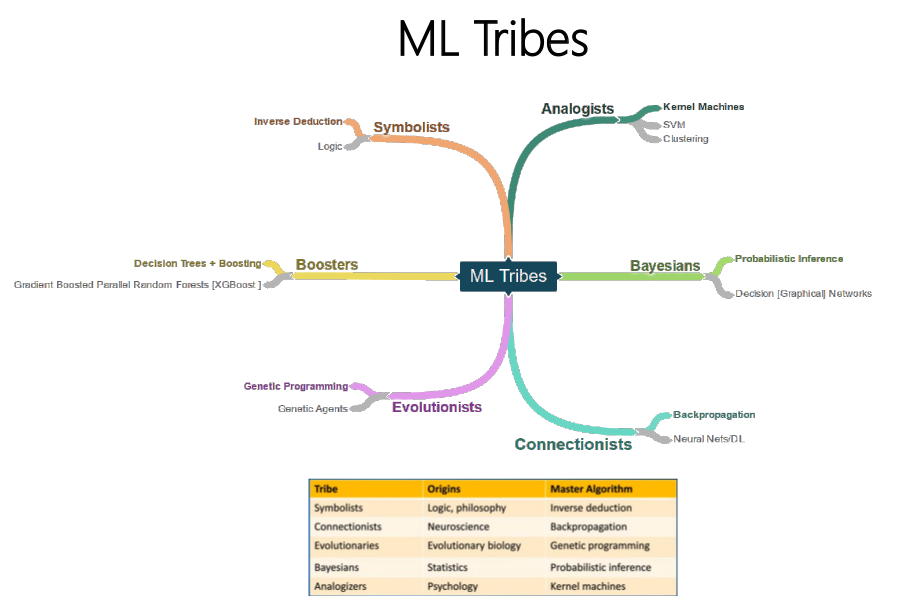 ML Tribes
Analogists
Kernel Machines
SVM
Clustering
Inverse Deduction
Symbolists
Logic
Decision Trees + Boosting
Boosters
Gradient Boosted Parallel Random Forests [XGBoost ]
ML Tribes
Bayesians
Probabilistic Inference
Decision [Graphical] Networks
Genetic Programming
Genetic Agents
Evolutionists
Backpropagation
Connectionists
Neural Nets/DL
Tribe Origins Master Algorithm
Symbolists Logic, philosophy Inverse deduction
Connectionists Neuroscience Backpropagation
Evolutionaries Evolutionary biology Genetic programming
Bayesians Statistics Probabilistic inference
Analogizers Psychology Kernel machines